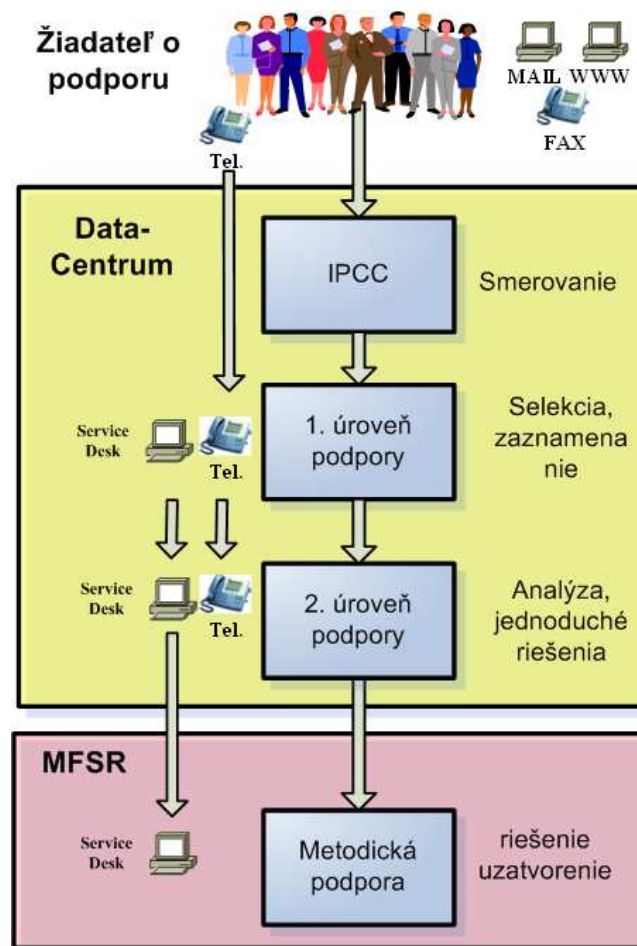 Žiadateľ o
podporu
MAIL WWW
FAX
Tel.
Data-
Centrum
IPCC
Smerovanie
Service
Desk
Tel.
1. úroveň
podpory
Selekcia,
zaznamena
nie
Service
Desk
Tel.
2. úroveň
podpory
Analýza,
jednoduché
riešenia
MFSR
Service
Desk
Metodická
podpora
riešenie
uzatvorenie